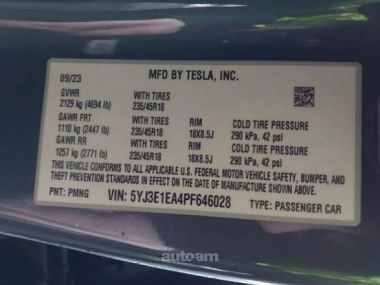 09/23 MFD BY TESLA, INC.
GVWR WITH TIRES
2129 kg (4694 lb) 235/45R18
GAWR FRT WITH TIRES RIM COLD TIRE PRESSURE
1110 kg (2447 lb) 235/45R18 18X8.5J 290 kPa, 42 psi
GAWR RR WITH TIRES RIM COLD TIRE PRESSURE
1257 kg (2771 lb) 235/45R18 18X8.5J 290 kPa, 42 psi
THIS VEHICLE CONFORMS TO ALL APPLICABLE U.S. FEDERAL MOTOR VEHICLE SAFETY, BUMPER, AND
THEFT PREVENTION STANDARDS IN EFFECT ON THE DATE OF MANUFACTURE SHOWN ABOVE.
PNT: PMNG VIN: 5YJ3E1EA4PF646028 TYPE: PASSENGER CAR
autoam